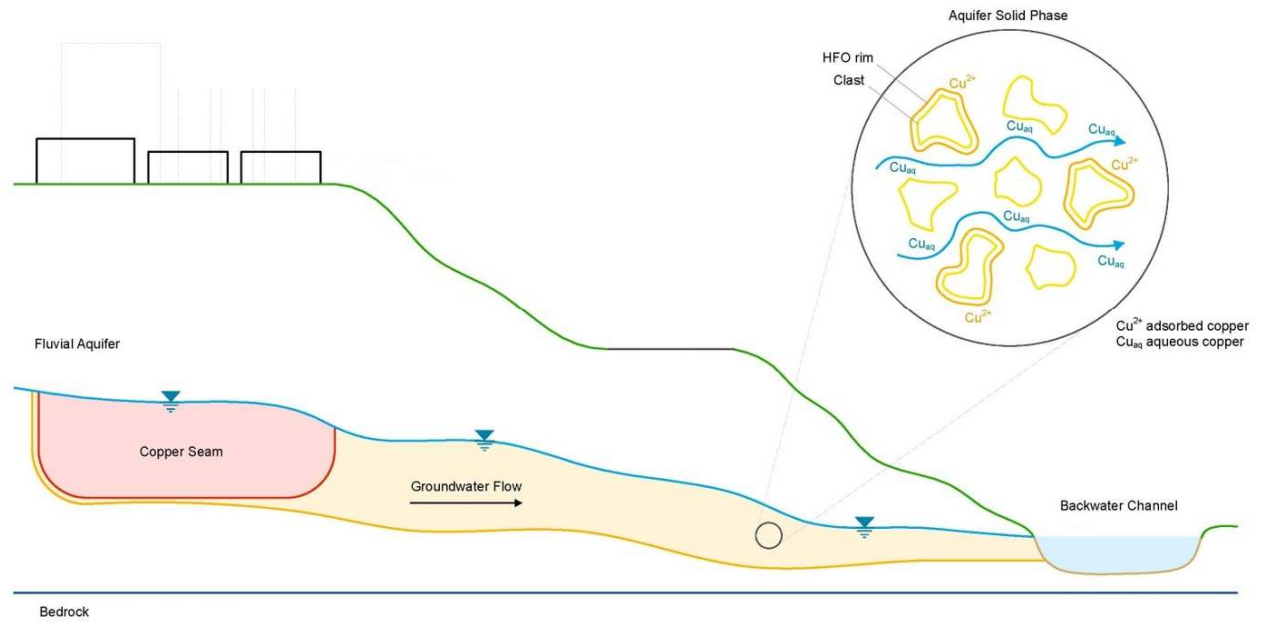 Aquifer Solid Phase
HFO rim
Clast
Cu²⁺
Cuaq
Cuaq
Cuaq
Cu²⁺
Cuaq
Cuaq
Cuaq
Cu²⁺
Cu²⁺ adsorbed copper
Cuaq aqueous copper
Fluvial Aquifer
Copper Seam
Groundwater Flow
Backwater Channel
Bedrock